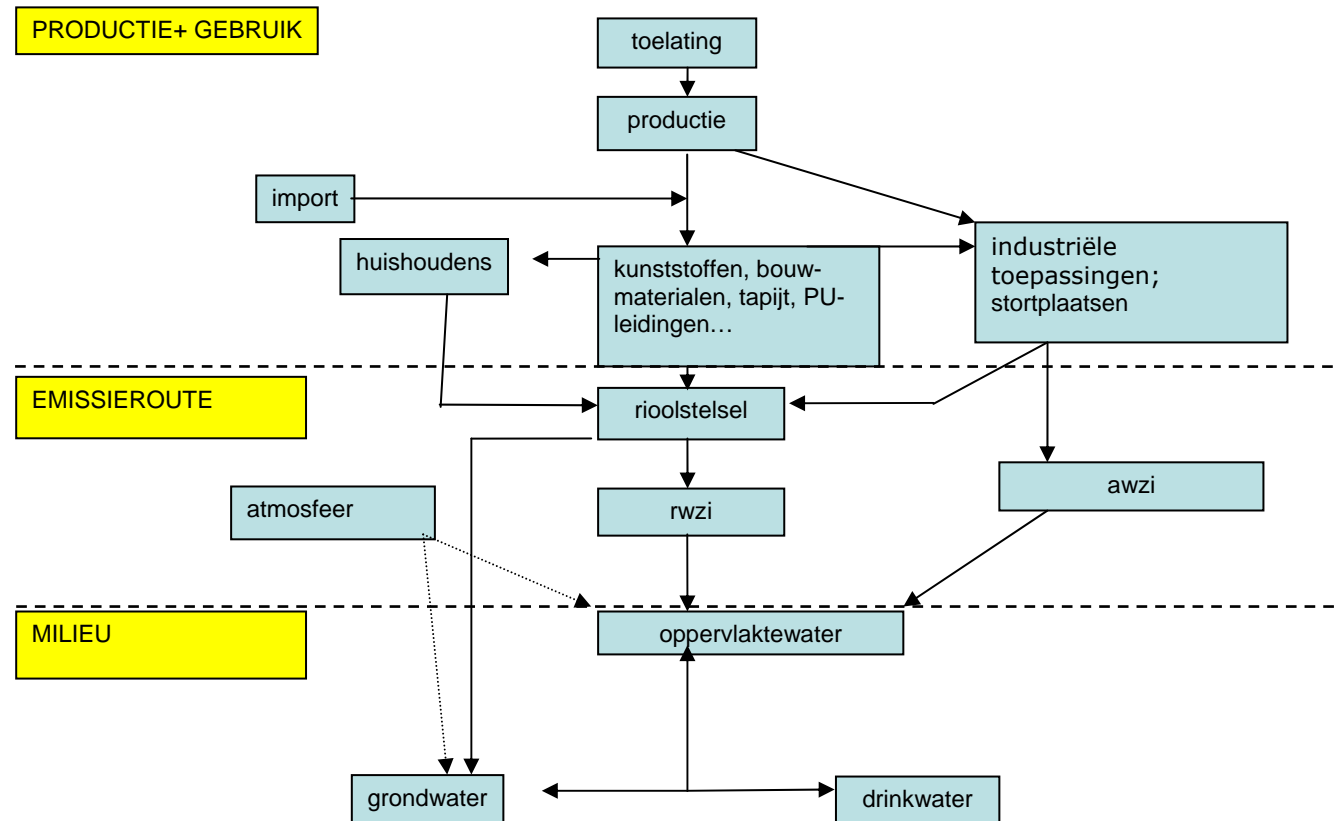 PRODUCTIE+ GEBRUIK
toelating
productie
import
huishoudens
kunststoffen, bouw-
materialen, tapijt, PU-
leidingen…
industriële
toepassingen;
stortplaatsen
EMISSIEROUTE
rioolstelsel
atmosfeer
rwzi
awzi
MILIEU
oppervlaktewater
grondwater
drinkwater